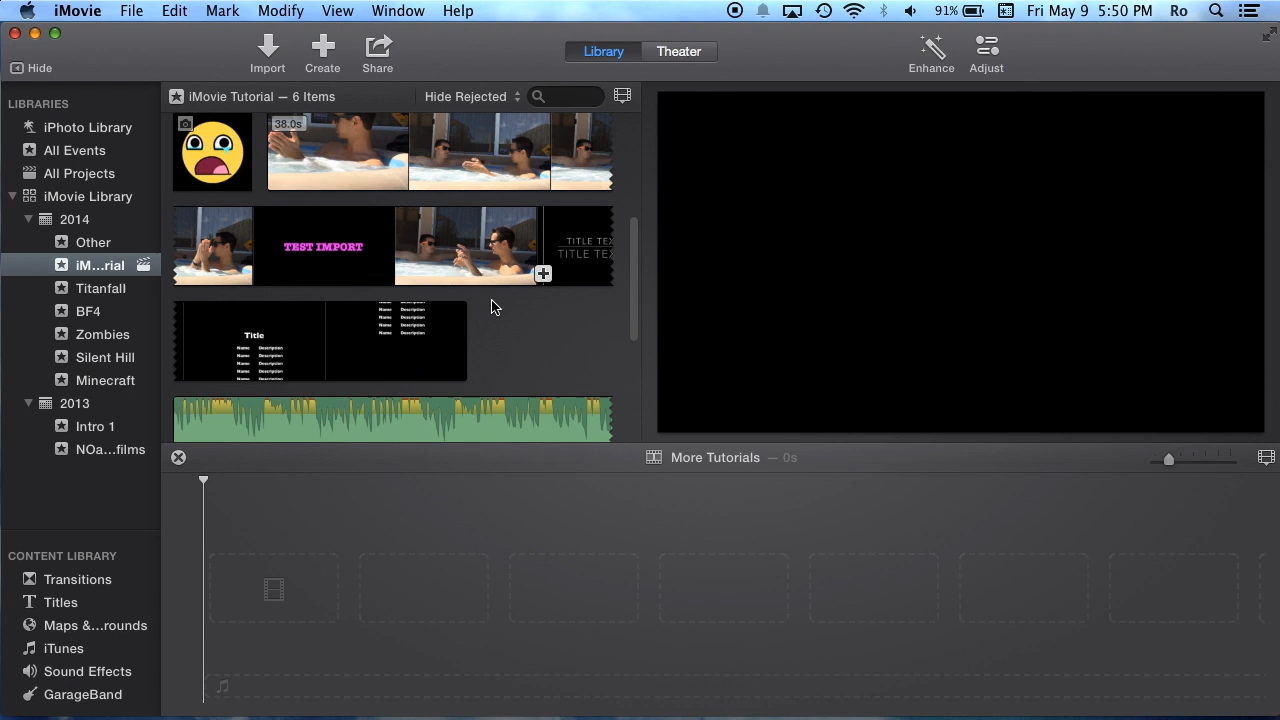 iMovie File Edit Mark Modify View Window Help 91% Fri May 9 5:50 PM Ro
Hide Import Create Share Library Theater Enhance Adjust
LIBRARIES
iPhoto Library
All Events
All Projects
iMovie Library
2014
Other
iM...rial
Titanfall
BF4
Zombies
Silent Hill
Minecraft
2013
Intro 1
NOa...films
CONTENT LIBRARY
Transitions
Titles
Maps &...rounds
iTunes
Sound Effects
GarageBand
iMovie Tutorial — 6 Items Hide Rejected
38.0s
TEST IMPORT
TITLE TEX
TITLE TEX
Title
Name Description
Name Description
Name Description
Name Description
Name Description
Name Description
Name Description
Name Description
Name Description
More Tutorials — 0s